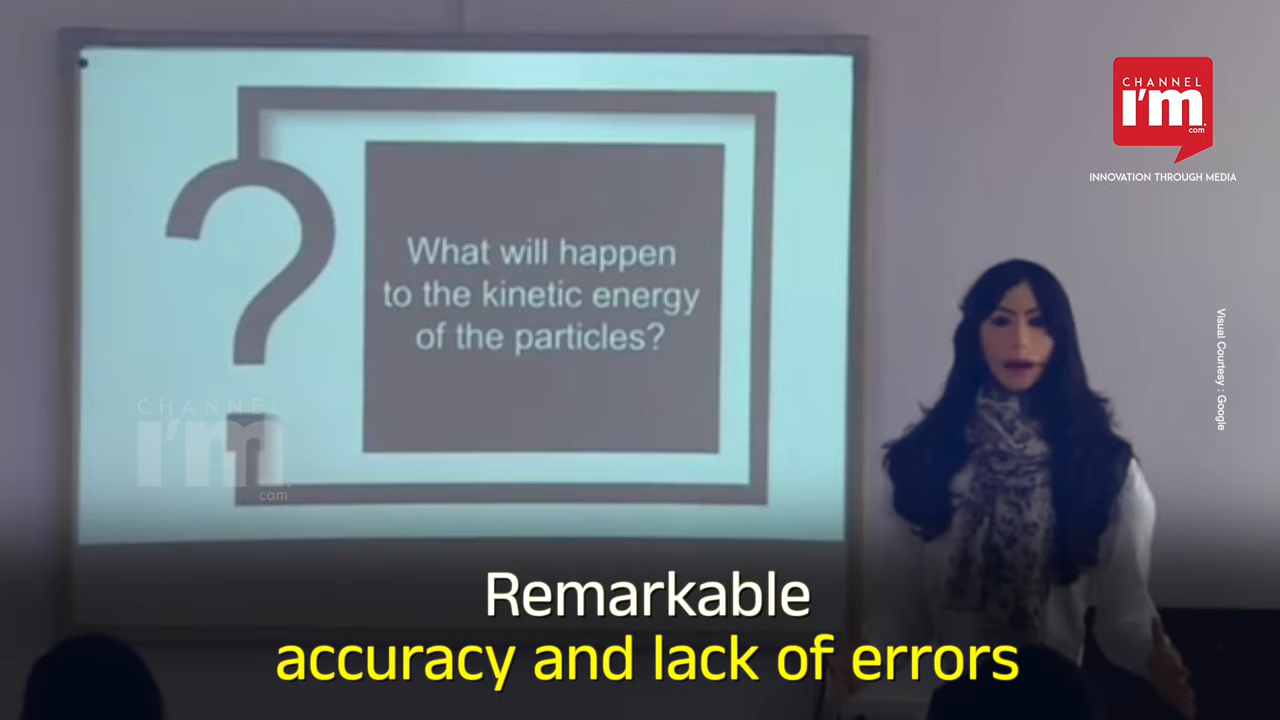 CHANNEL
I'm.
com
INNOVATION THROUGH MEDIA
What will happen
to the kinetic energy
of the particles?
Visual Courtesy : Google
CHANNEL
I'm.
com
Remarkable
accuracy and lack of errors